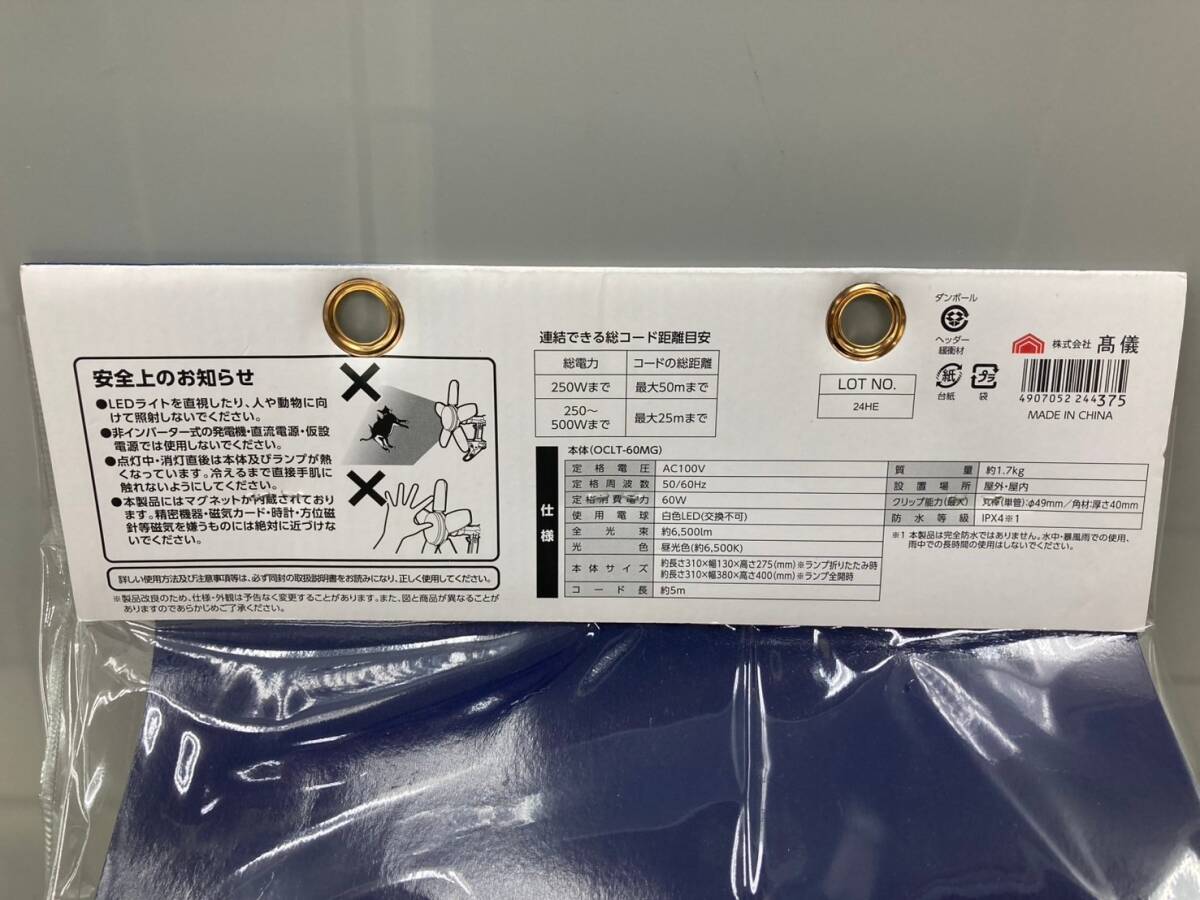 安全上のお知らせ
●LEDライトを直視したり、人や動物に向
けて照射しないでください。
●非インバーター式の発電機・直流電源・仮設
電源では使用しないでください。
●点灯中・消灯直後は本体及びランプが熱
くなっています。冷えるまで直接手肌に
触れないようにしてください。
●本製品にはマグネットが内蔵されており
ます。精密機器・磁気カード・時計・方位磁
針等磁気を嫌うものには絶対に近づけな
いでください。
詳しい使用方法及び注意事項等は、必ず同封の取扱説明書をお読みになり、正しく使用してください。
※製品改良のため、仕様・外観は予告なく変更することがあります。また、図と商品が異なることが
ありますのであらかじめご了承ください。
連結できる総コード距離目安
総電力 コードの総距離
250Wまで 最大50mまで
250～
500Wまで 最大25mまで
仕様
本体(OCLT-60MG)
定格電圧 AC100V
定格周波数 50/60Hz
定格消費電力 60W
使用電球 白色LED(交換不可)
全光束 約6,500lm
光色 昼光色(約6,500K)
本体サイズ 約長さ310×幅130×高さ275(mm)※ランプ折りたたみ時
約長さ310×幅380×高さ400(mm)※ランプ全開時
コード長 約5m
質量 約1.7kg
設置場所 屋外・屋内
クリップ能力(最大) 丸棒(単管):φ49mm/角材:厚さ40mm
防水等級 IPX4※1
※1 本製品は完全防水ではありません。水中・暴風雨での使用、
雨中での長時間の使用はしないでください。
LOT NO.
24HE
ダンボール
ヘッダー
緩衝材
紙
台紙
プラ
袋
株式会社 髙儀
4907052244375
MADE IN CHINA